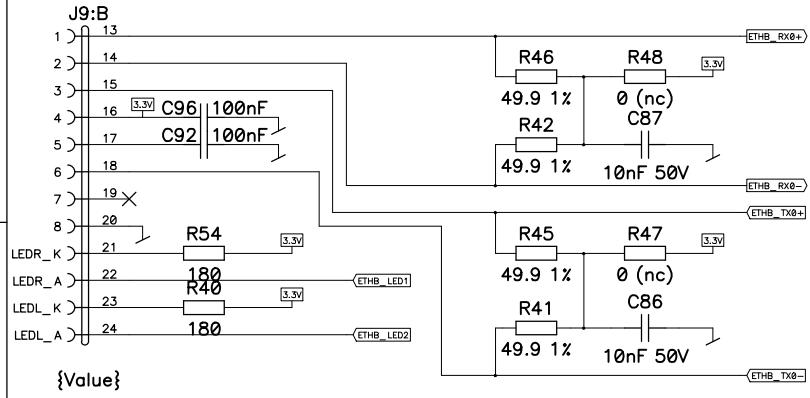 J9:B
1 13 ETHB_RX0+
2 14
R46 R48 3.3V
3 15
49.9 1% 0 (nc)
4 16 3.3V C96 100nF
R42 C87
5 17 C92 100nF
49.9 1% 10nF 50V
6 18
7 19 ETHB_RX0-
8 20 ETHB_TX0+
R54 3.3V R45 R47 3.3V
LEDR_K 21
49.9 1% 0 (nc)
LEDR_A 22 180 ETHB_LED1
R40 3.3V R41 C86
LEDL_K 23
LEDL_A 24 180 ETHB_LED2
49.9 1% 10nF 50V
{Value} ETHB_TX0-